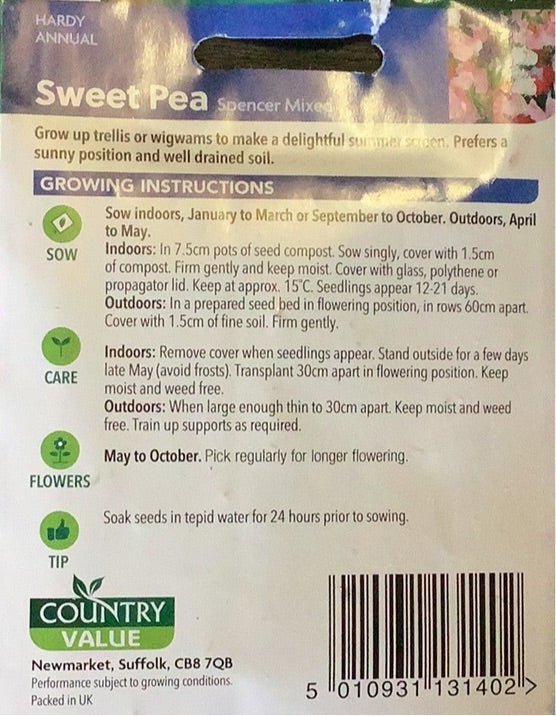 HARDY
ANNUAL
Sweet Pea Spencer Mixed
Grow up trellis or wigwams to make a delightful summer screen. Prefers a
sunny position and well drained soil.
GROWING INSTRUCTIONS
SOW
Sow indoors, January to March or September to October. Outdoors, April
to May.
Indoors: In 7.5cm pots of seed compost. Sow singly, cover with 1.5cm
of compost. Firm gently and keep moist. Cover with glass, polythene or
propagator lid. Keep at approx. 15°C. Seedlings appear 12-21 days.
Outdoors: In a prepared seed bed in flowering position, in rows 60cm apart.
Cover with 1.5cm of fine soil. Firm gently.
CARE
Indoors: Remove cover when seedlings appear. Stand outside for a few days
late May (avoid frosts). Transplant 30cm apart in flowering position. Keep
moist and weed free.
Outdoors: When large enough thin to 30cm apart. Keep moist and weed
free. Train up supports as required.
FLOWERS
May to October. Pick regularly for longer flowering.
TIP
Soak seeds in tepid water for 24 hours prior to sowing.
COUNTRY
VALUE
Newmarket, Suffolk, CB8 7QB
Performance subject to growing conditions.
Packed in UK
5 010931 131402 >